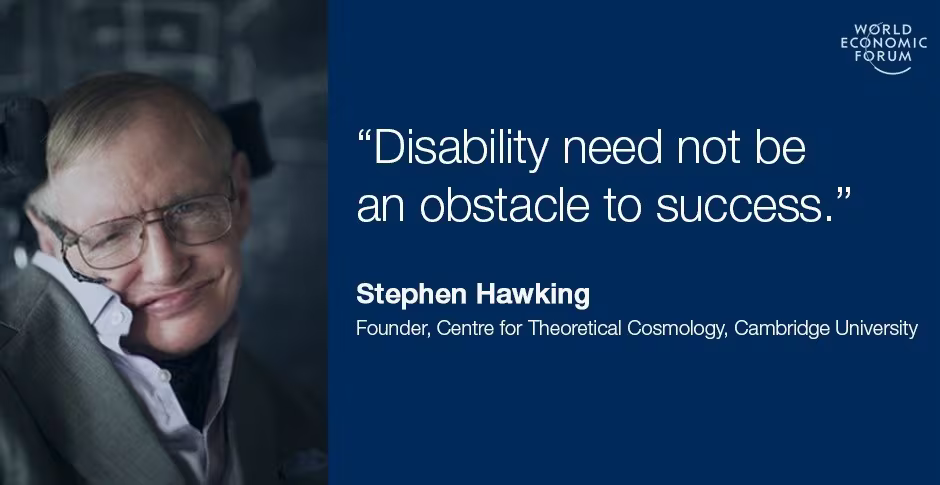 WORLD
ECONOMIC
FORUM
“Disability need not be
an obstacle to success.”
Stephen Hawking
Founder, Centre for Theoretical Cosmology, Cambridge University